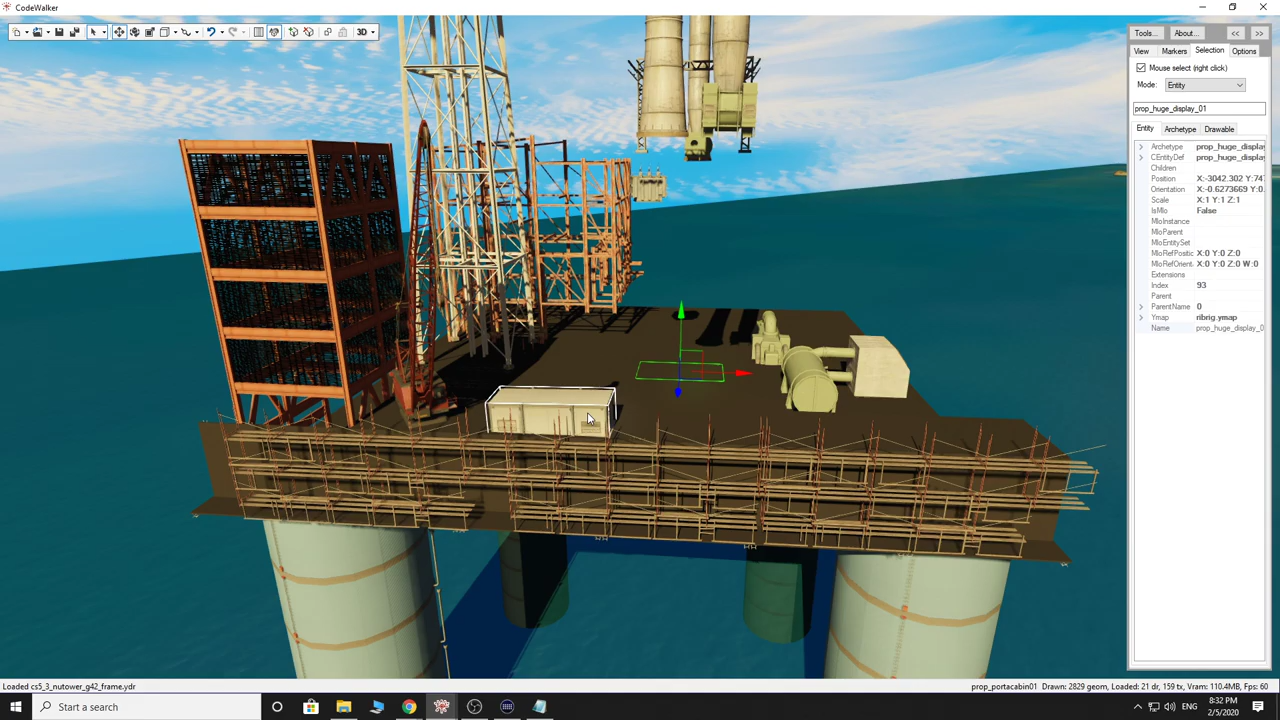 CodeWalker
3D
Tools...
About...
<<
>>
View
Markers
Selection
Options
Mouse select (right click)
Mode:
Entity
prop_huge_display_01
Entity
Archetype
Drawable
Archetype prop_huge_display
CEntityDef prop_huge_display
Children
Position X:-3042.302 Y:747
Orientation X:-0.6273669 Y:0.
Scale X:1 Y:1 Z:1
IsMlo False
MloInstance
MloParent
MloEntitySet
MloRefPositic X:0 Y:0 Z:0
MloRefOrient X:0 Y:0 Z:0 W:0
Extensions
Index 93
Parent
ParentName 0
Ymap ribrig.ymap
Name prop_huge_display_0
Loaded cs5_3_nutower_g42_frame.ydr
prop_portacabin01 Drawn: 2829 geom, Loaded: 21 dr, 159 tx, Vram: 110.4MB, Fps: 60
Start a search
ENG
8:32 PM
2/5/2020